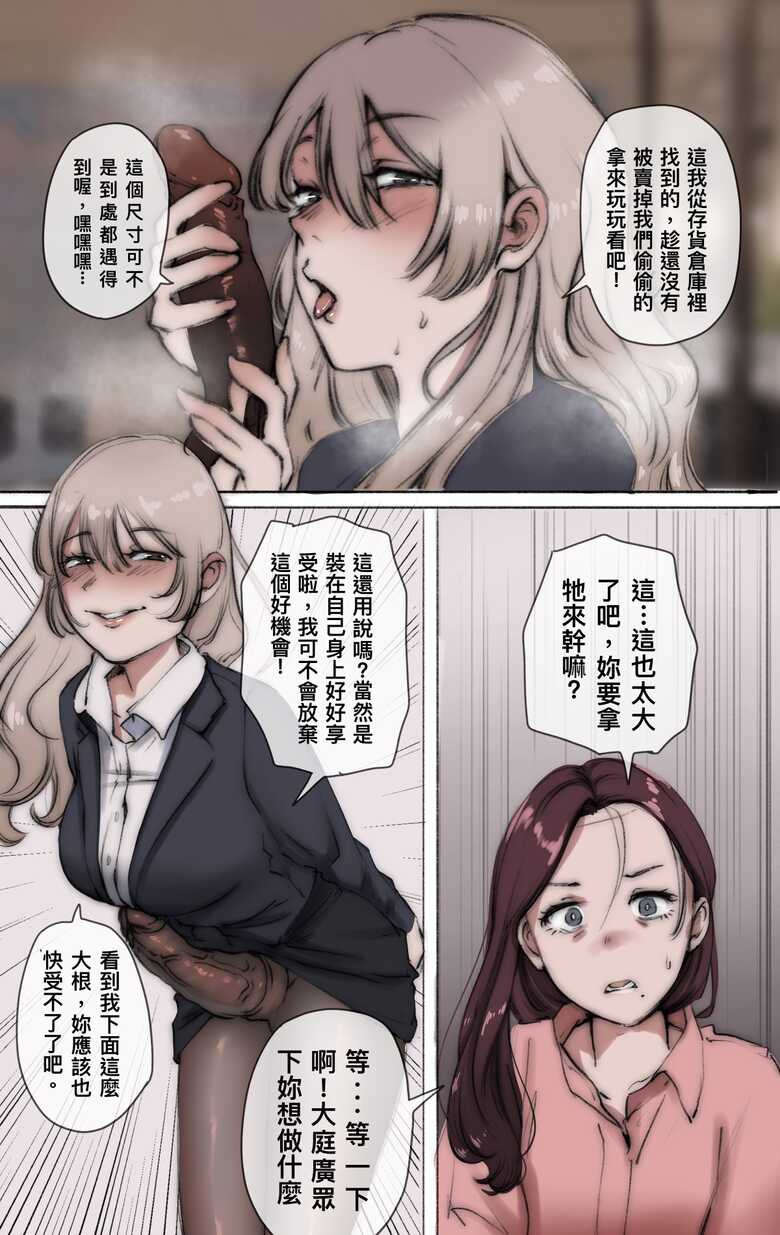 這我從存貨倉庫裡
找到的，趁還沒有
被賣掉我們偷偷的
拿來玩玩看吧！
這個尺寸可不
是到處都遇得
到喔，嘿嘿嘿…
這…這也太大
了吧，妳要拿
牠來幹嘛？
這還用說嗎？當然是
裝在自己身上好好享
受啦，我可不會放棄
這個好機會！
看到我下面這麼
大根，妳應該也
快受不了了吧。
等…等一下
啊！大庭廣眾
下妳想做什麼